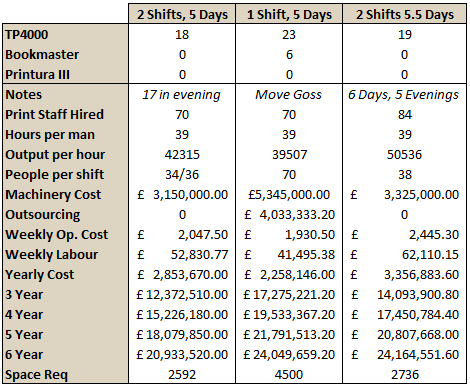 2 Shifts, 5 Days 1 Shift, 5 Days 2 Shifts 5.5 Days
TP4000 18 23 19
Bookmaster 0 6 0
Printura III 0 0 0
Notes 17 in evening Move Goss 6 Days, 5 Evenings
Print Staff Hired 70 70 84
Hours per man 39 39 39
Output per hour 42315 39507 50536
People per shift 34/36 70 38
Machinery Cost £ 3,150,000.00 £5,345,000.00 £ 3,325,000.00
Outsourcing 0 £ 4,033,333.20 0
Weekly Op. Cost £ 2,047.50 £ 1,930.50 £ 2,445.30
Weekly Labour £ 52,830.77 £ 41,495.38 £ 62,110.15
Yearly Cost £ 2,853,670.00 £ 2,258,146.00 £ 3,356,883.60
3 Year £ 12,372,510.00 £ 17,275,221.20 £ 14,093,900.80
4 Year £ 15,226,180.00 £ 19,533,367.20 £ 17,450,784.40
5 Year £ 18,079,850.00 £ 21,791,513.20 £ 20,807,668.00
6 Year £ 20,933,520.00 £ 24,049,659.20 £ 24,164,551.60
Space Req 2592 4500 2736